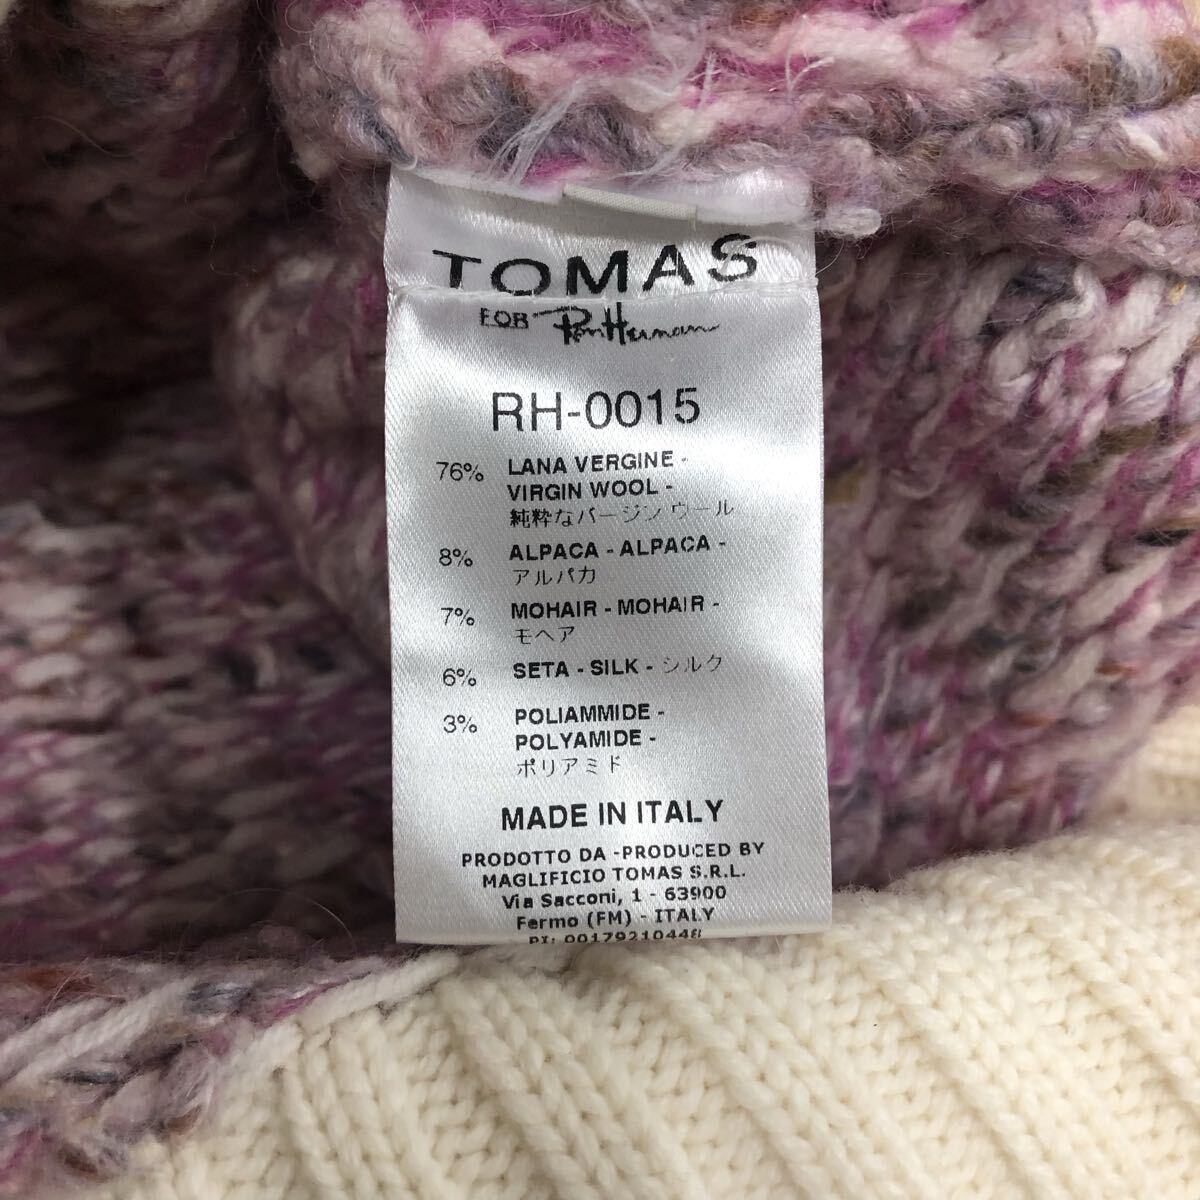 TOMAS
FOR Ron Herman
RH-0015
76% LANA VERGINE -
VIRGIN WOOL -
純粋なバージン ウール
8% ALPACA - ALPACA -
アルパカ
7% MOHAIR - MOHAIR -
モヘア
6% SETA - SILK - シルク
3% POLIAMMIDE -
POLYAMIDE -
ポリアミド
MADE IN ITALY
PRODOTTO DA -PRODUCED BY
MAGLIFICIO TOMAS S.R.L.
Via Sacconi, 1 - 63900
Fermo (FM) - ITALY
PI: 00179210448